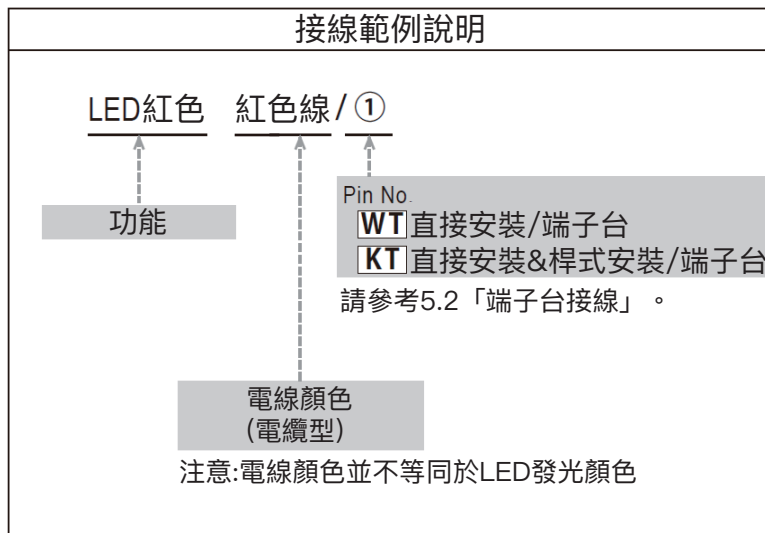 接線範例說明
LED紅色 紅色線/①
功能
Pin No.
WT直接安裝/端子台
KT直接安裝&桿式安裝/端子台
請參考5.2「端子台接線」。
電線顏色
(電纜型)
注意:電線顏色並不等同於LED發光顏色